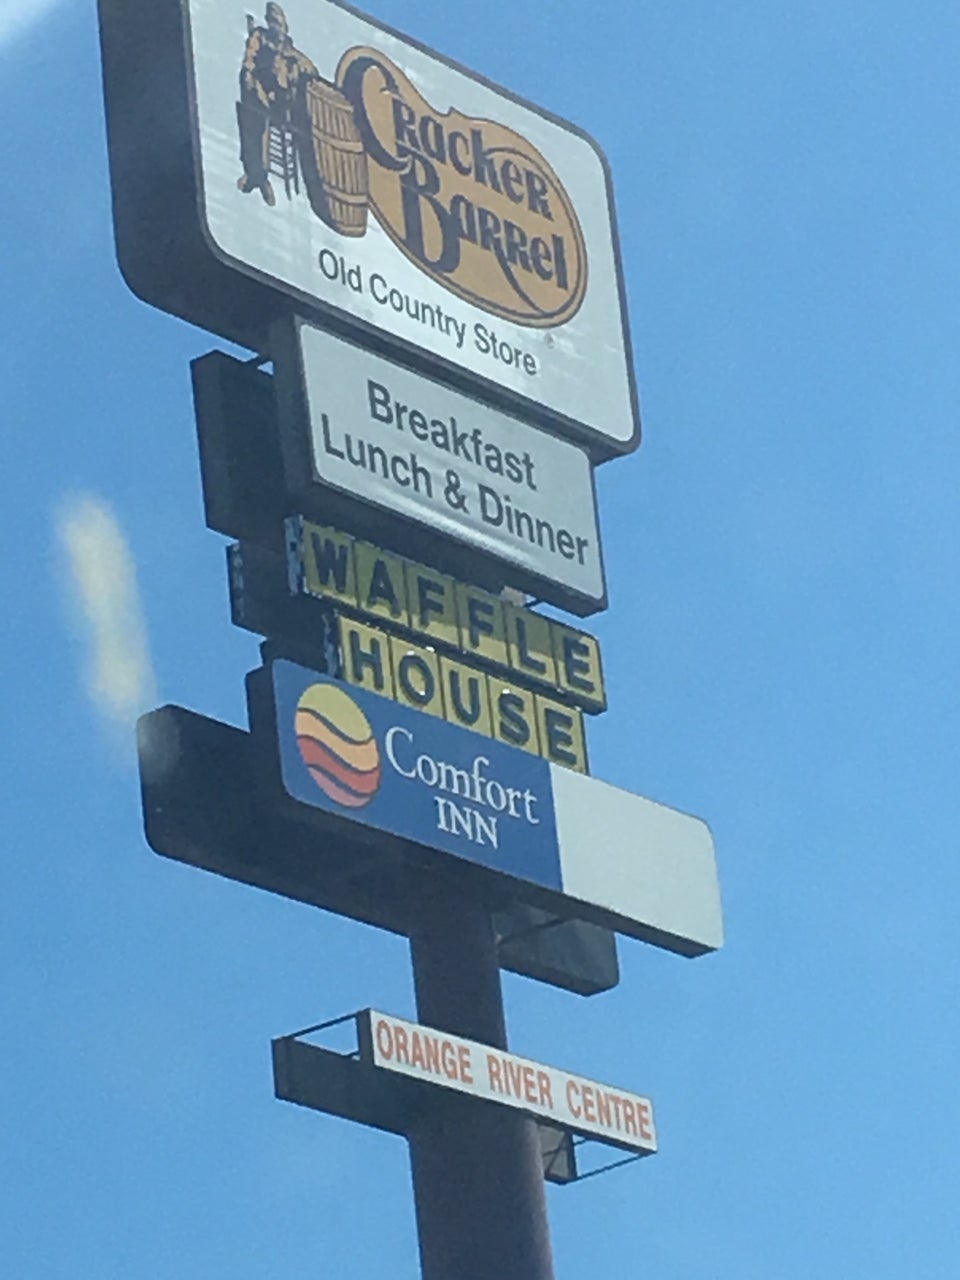 Cracker
Barrel
Old Country Store
Breakfast
Lunch & Dinner
WAFFLE
HOUSE
Comfort
INN
ORANGE RIVER CENTRE